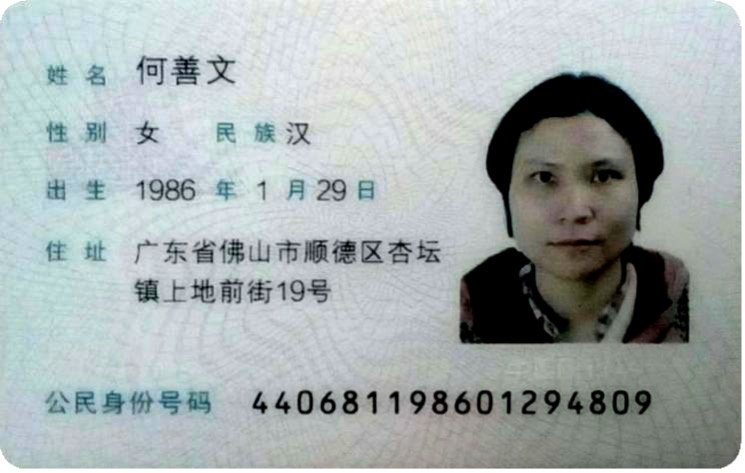 姓名 何善文
性别 女 民族 汉
出生 1986 年 1 月 29 日
住址 广东省佛山市顺德区杏坛
镇上地前街19号
公民身份号码 440681198601294809